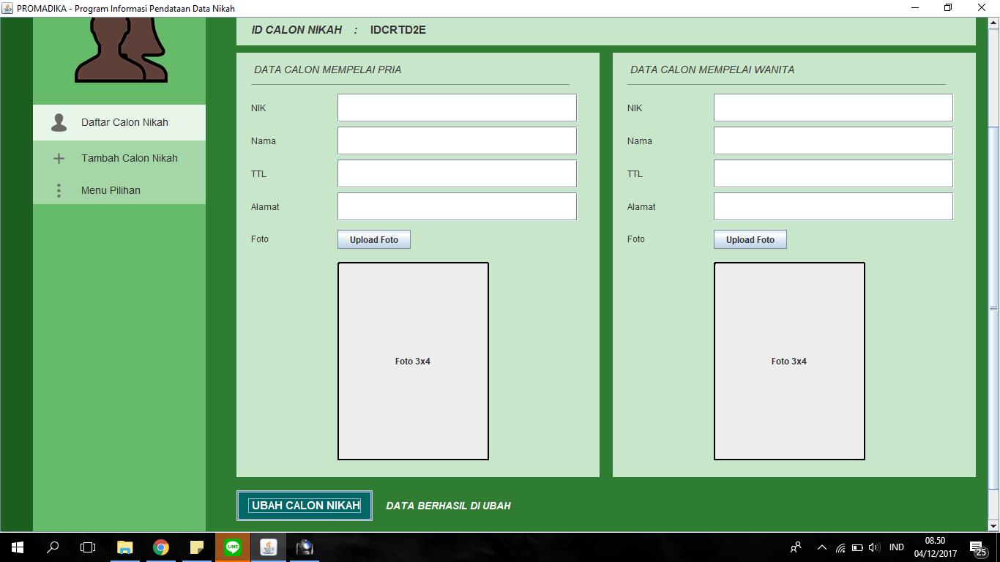 PROMADIKA - Program Informasi Pendataan Data Nikah
ID CALON NIKAH : IDCRTD2E
Daftar Calon Nikah
Tambah Calon Nikah
Menu Pilihan
DATA CALON MEMPELAI PRIA
NIK
Nama
TTL
Alamat
Foto
Upload Foto
Foto 3x4
DATA CALON MEMPELAI WANITA
NIK
Nama
TTL
Alamat
Foto
Upload Foto
Foto 3x4
UBAH CALON NIKAH
DATA BERHASIL DI UBAH
LINE
IND
08.50
04/12/2017
25